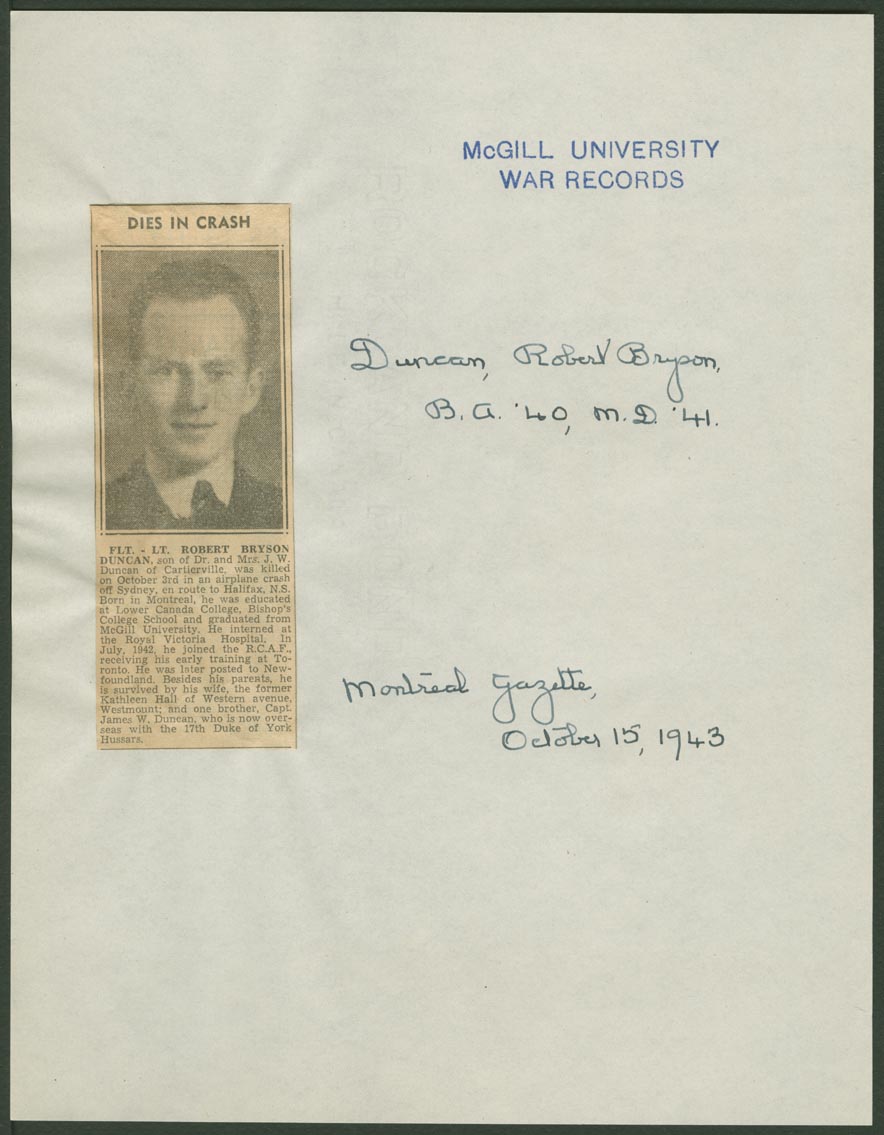 McGILL UNIVERSITY
WAR RECORDS
DIES IN CRASH
FLT. - LT. ROBERT BRYSON
DUNCAN, son of Dr. and Mrs. J. W.
Duncan of Cartierville, was killed
on October 3rd in an airplane crash
off Sydney, en route to Halifax, N.S.
Born in Montreal, he was educated
at Lower Canada College, Bishop's
College School and graduated from
McGill University. He interned at
the Royal Victoria Hospital. In
July, 1942, he joined the R.C.A.F.,
receiving his early training at To-
ronto. He was later posted to New-
foundland. Besides his parents, he
is survived by his wife, the former
Kathleen Hall of Western avenue,
Westmount; and one brother, Capt.
James W. Duncan, who is now over-
seas with the 17th Duke of York
Hussars.
Duncan, Robert Bryson,
B.A. '40, M.D. '41.
Montreal Gazette,
October 15, 1943